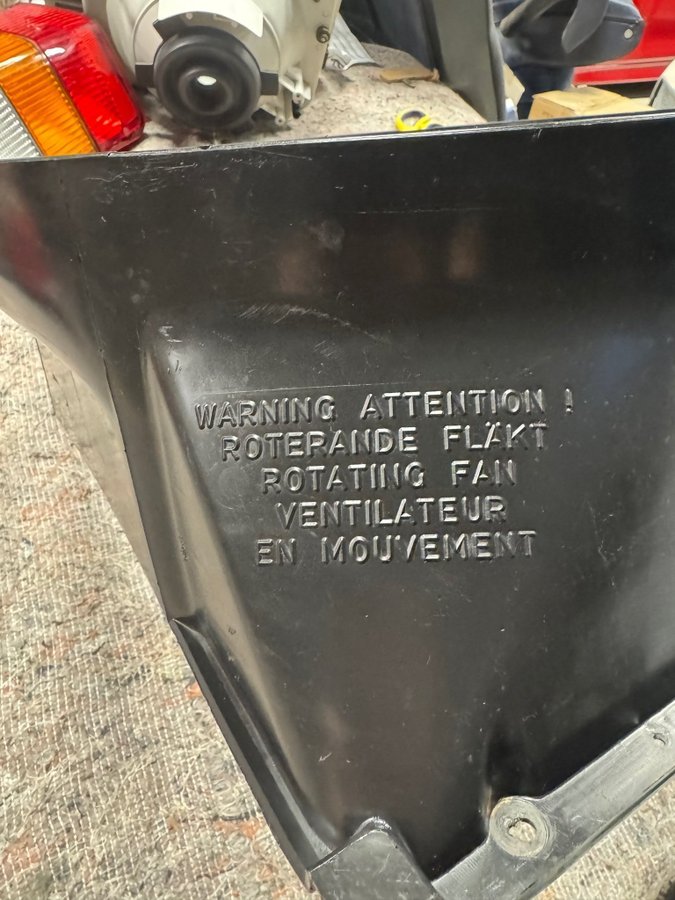 WARNING ATTENTION !
ROTERANDE FLÄKT
ROTATING FAN
VENTILATEUR
EN MOUVEMENT